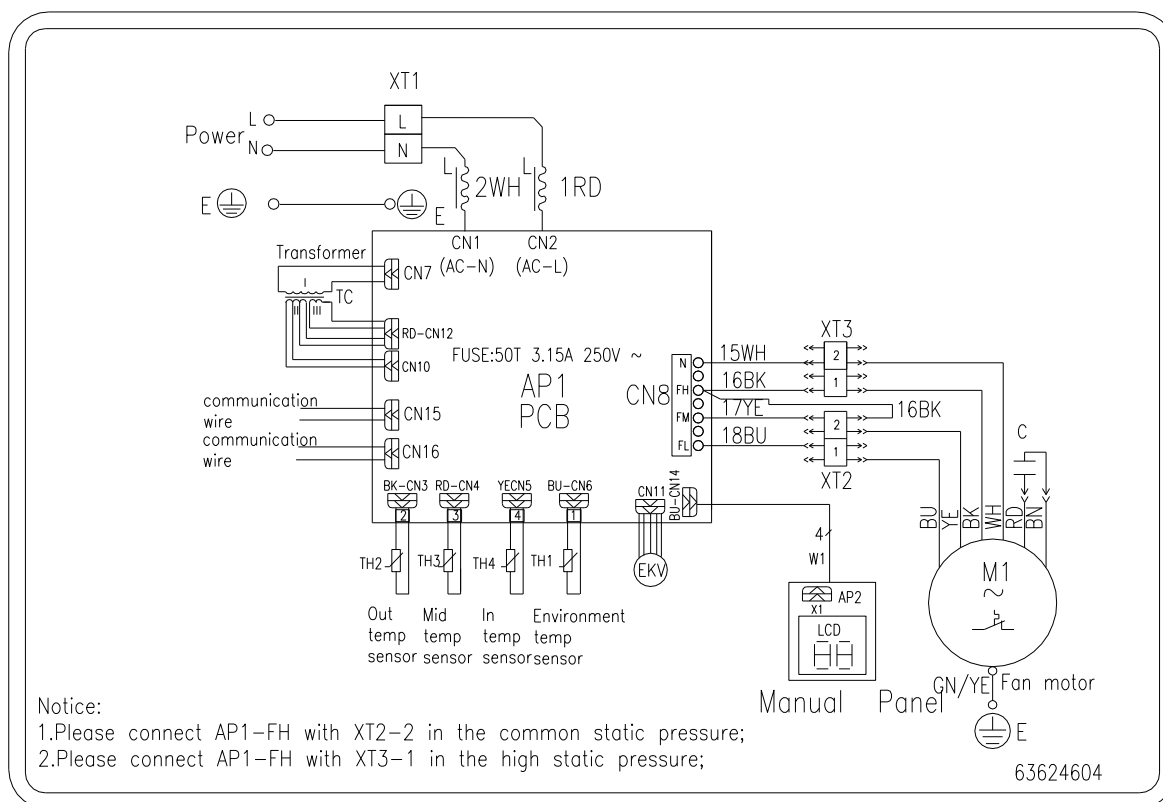 XT1
L
L
Power
N
N
L
2WH
L
1RD
E
E
CN1
(AC-N)
CN2
(AC-L)
Transformer
I
II
III
TC
CN7
RD-CN12
CN10
FUSE:50T 3.15A 250V ~
AP1
PCB
communication
wire
CN15
communication
wire
CN16
CN8
N
FH
FM
FL
15WH
16BK
17YE
18BU
16BK
XT3
2
1
2
1
XT2
C
BK-CN3
RD-CN4
YECN5
BU-CN6
CN11
BU-CN14
2
3
4
1
TH2
TH3
TH4
TH1
EKV
Out
temp
sensor
Mid
temp
sensor
In
temp
sensor
Environment
temp
sensor
4
W1
AP2
X1
LCD
Manual Panel
BU
YE
BK
WH
RD
BN
M1
~
GN/YE
Fan motor
E
Notice:
1.Please connect AP1-FH with XT2-2 in the common static pressure;
2.Please connect AP1-FH with XT3-1 in the high static pressure;
63624604